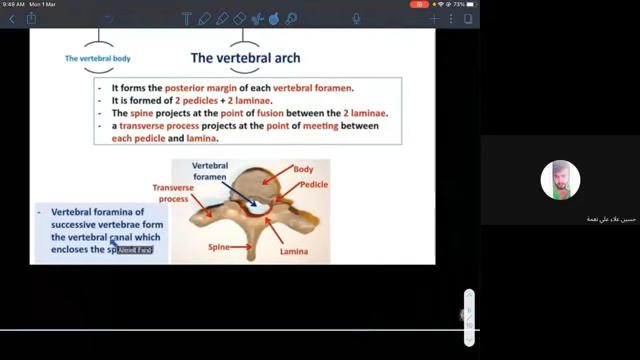 9:49 AM Mon 1 Mar
73%
The vertebral body
The vertebral arch
- It forms the posterior margin of each vertebral foramen.
- It is formed of 2 pedicles + 2 laminae.
- The spine projects at the point of fusion between the 2 laminae.
- a transverse process projects at the point of meeting between
each pedicle and lamina.
Vertebral
foramen
Body
Pedicle
Transverse
process
Spine
Lamina
- Vertebral foramina of
successive vertebrae form
the vertebral canal which
encloses the sp
حسين علاء علي نعمة
6
10